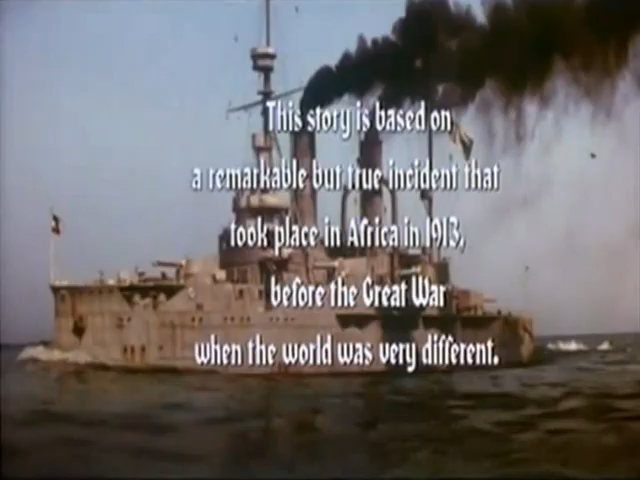 This story is based on
a remarkable but true incident that
took place in Africa in 1913,
before the Great War
when the world was very different.